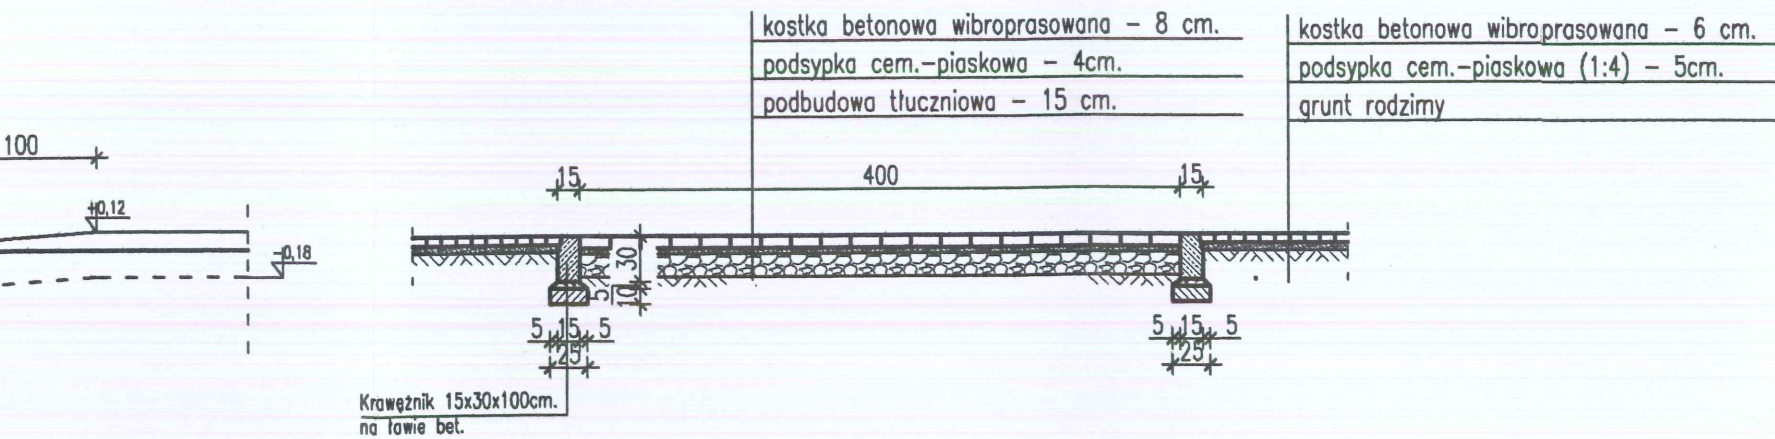 kostka betonowa wibroprasowana – 8 cm.
podsypka cem.–piaskowa – 4cm.
podbudowa tłuczniowa – 15 cm.
kostka betonowa wibroprasowana – 6 cm.
podsypka cem.–piaskowa (1:4) – 5cm.
grunt rodzimy
100
15
400
15
+0,12
-0,18
30
5
10
5 15 5
25
5 15 5
25
Krawężnik 15x30x100cm.
na ławie bet.